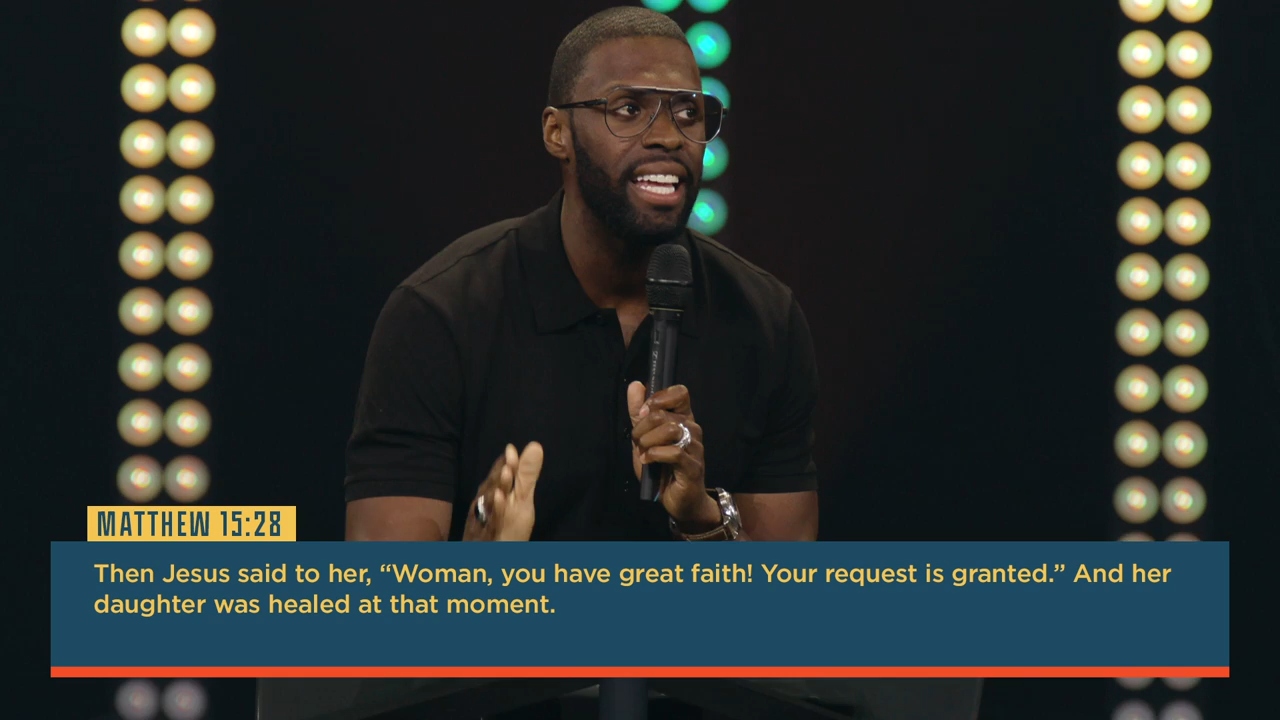 MATTHEW 15:28
Then Jesus said to her, “Woman, you have great faith! Your request is granted.” And her
daughter was healed at that moment.